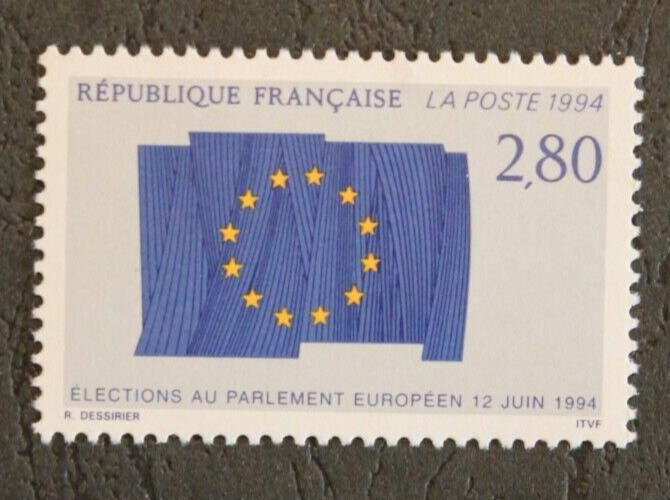 RÉPUBLIQUE FRANÇAISE LA POSTE 1994
2,80
ÉLECTIONS AU PARLEMENT EUROPÉEN 12 JUIN 1994
R. DESSIRIER ITVF